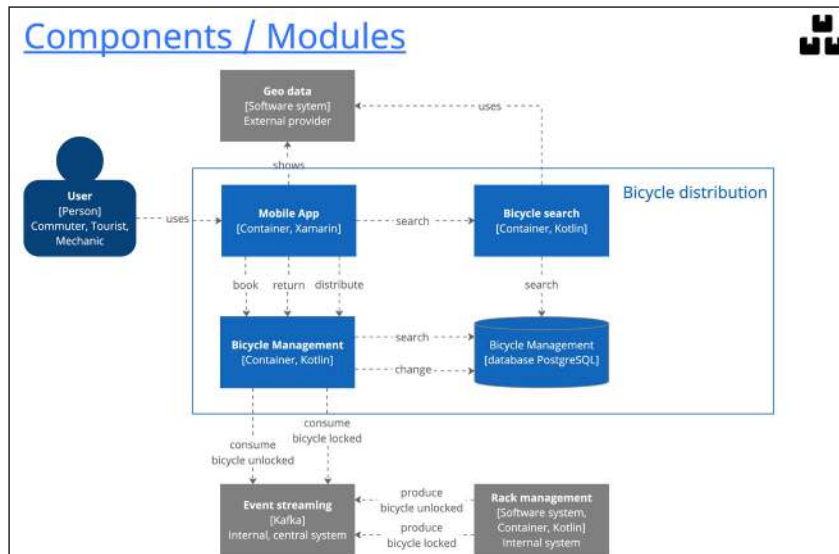 Components / Modules
Geo data
[Software sytem]
External provider
uses
shows
Bicycle distribution
User
[Person]
Commuter, Tourist,
Mechanic
uses
Mobile App
[Container, Xamarin]
search
Bicycle search
[Container, Kotlin]
book
return
distribute
search
Bicycle Management
[Container, Kotlin]
search
change
Bicycle Management
[database PostgreSQL]
consume
bicycle unlocked
consume
bicycle locked
Event streaming
[Kafka]
Internal, central system
produce
bicycle unlocked
produce
bicycle locked
Rack management
[Software system,
Container, Kotlin]
Internal system